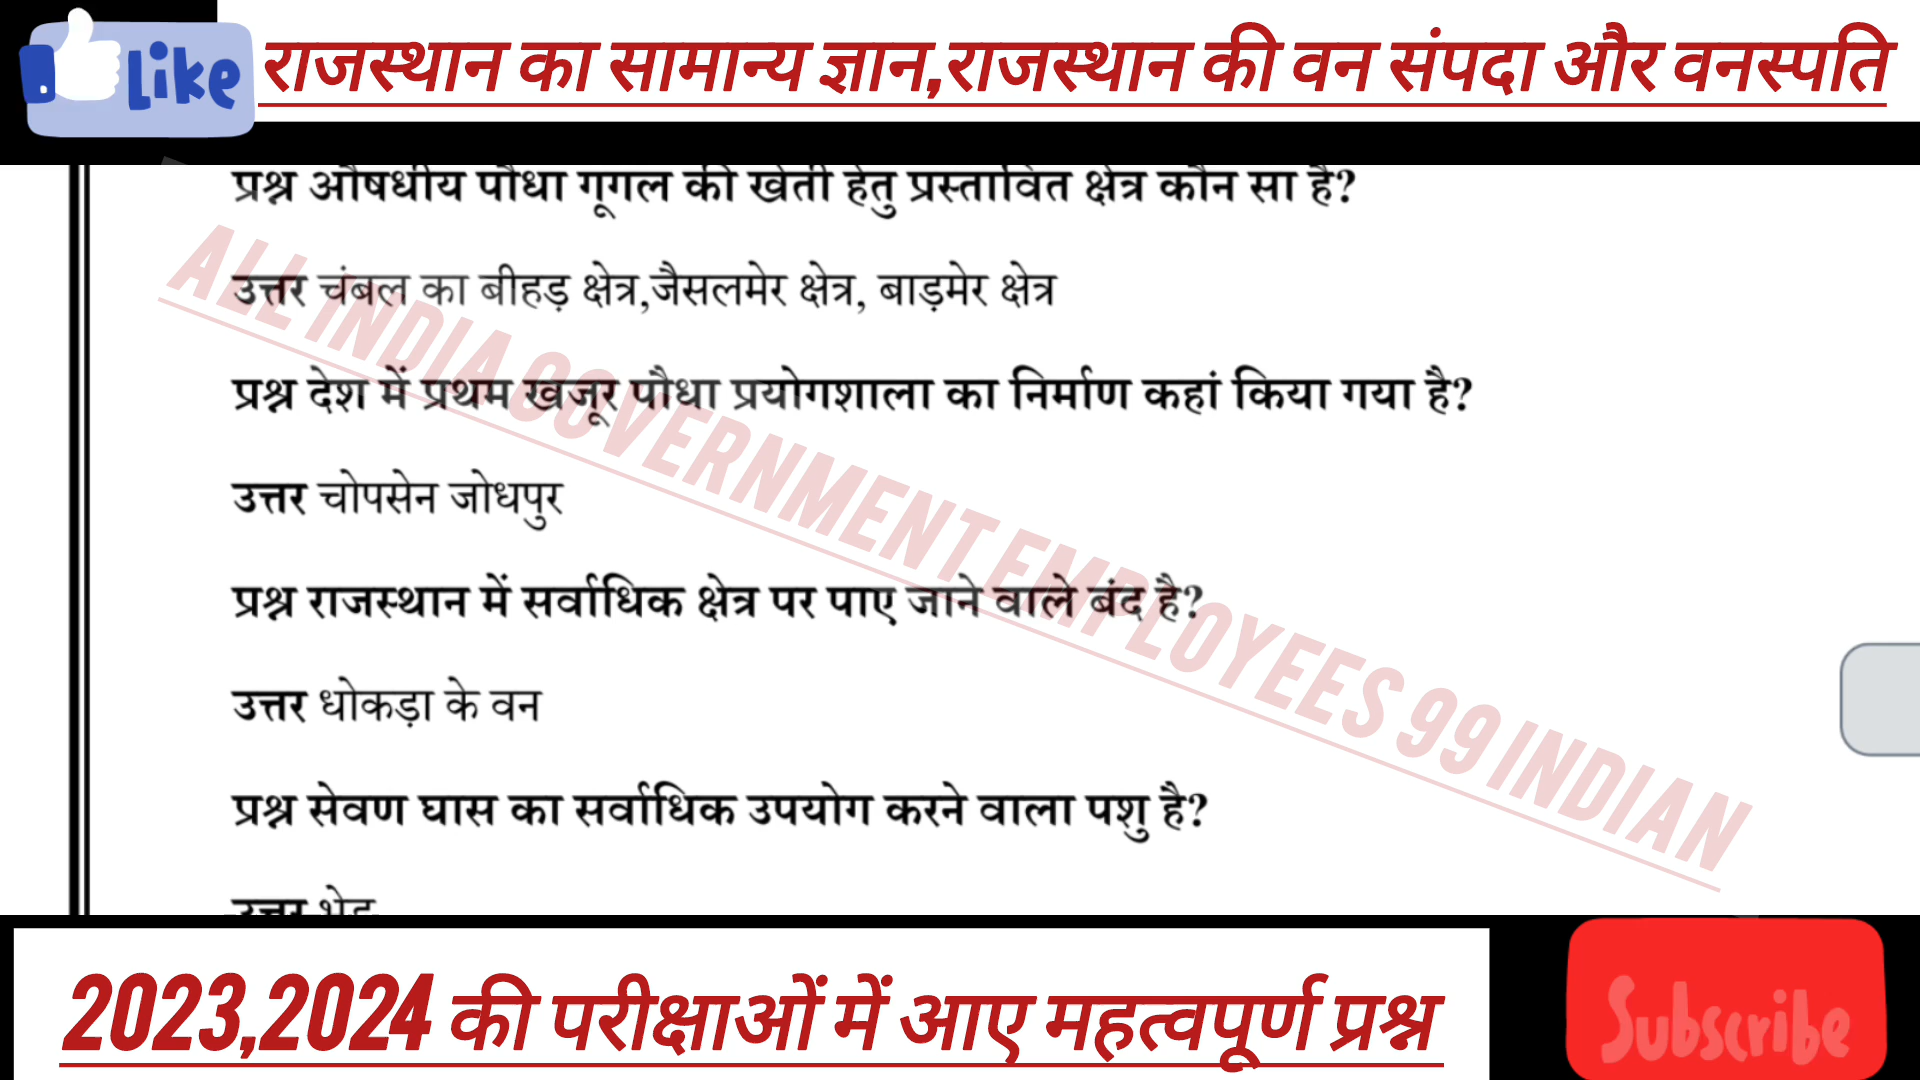 Like
राजस्थान का सामान्य ज्ञान,राजस्थान की वन संपदा और वनस्पति
प्रश्न औषधीय पौधा गूगल की खेती हेतु प्रस्तावित क्षेत्र कौन सा है?
उत्तर चंबल का बीहड़ क्षेत्र,जैसलमेर क्षेत्र, बाड़मेर क्षेत्र
प्रश्न देश में प्रथम खजूर पौधा प्रयोगशाला का निर्माण कहां किया गया है?
उत्तर चोपसेन जोधपुर
प्रश्न राजस्थान में सर्वाधिक क्षेत्र पर पाए जाने वाले बंद है?
उत्तर धोकड़ा के वन
प्रश्न सेवण घास का सर्वाधिक उपयोग करने वाला पशु है?
उत्तर भेड़
ALL INDIA GOVERNMENT EMPLOYEES 99 INDIAN
2023,2024 की परीक्षाओं में आए महत्वपूर्ण प्रश्न
Subscribe